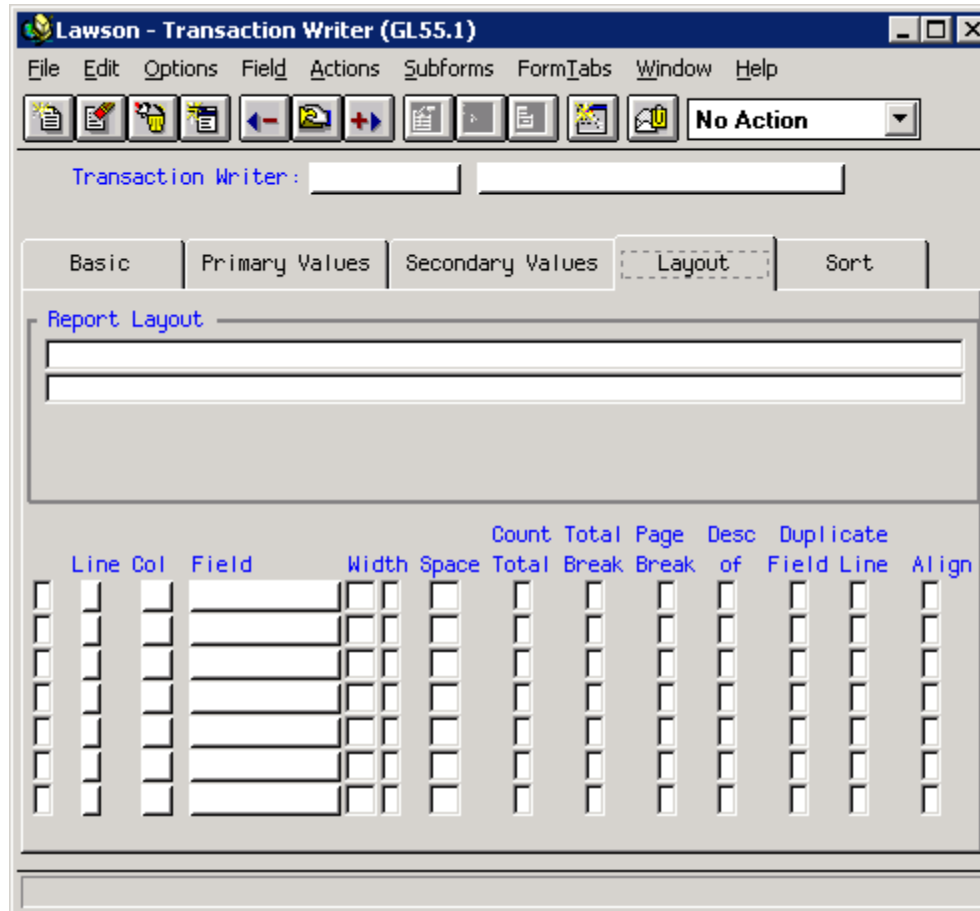 Lawson - Transaction Writer (GL55.1)
File Edit Options Field Actions Subforms FormTabs Window Help
No Action
Transaction Writer:
Basic Primary Values Secondary Values Layout Sort
Report Layout
Count Total Page Desc Duplicate
Line Col Field Width Space Total Break Break of Field Line Align